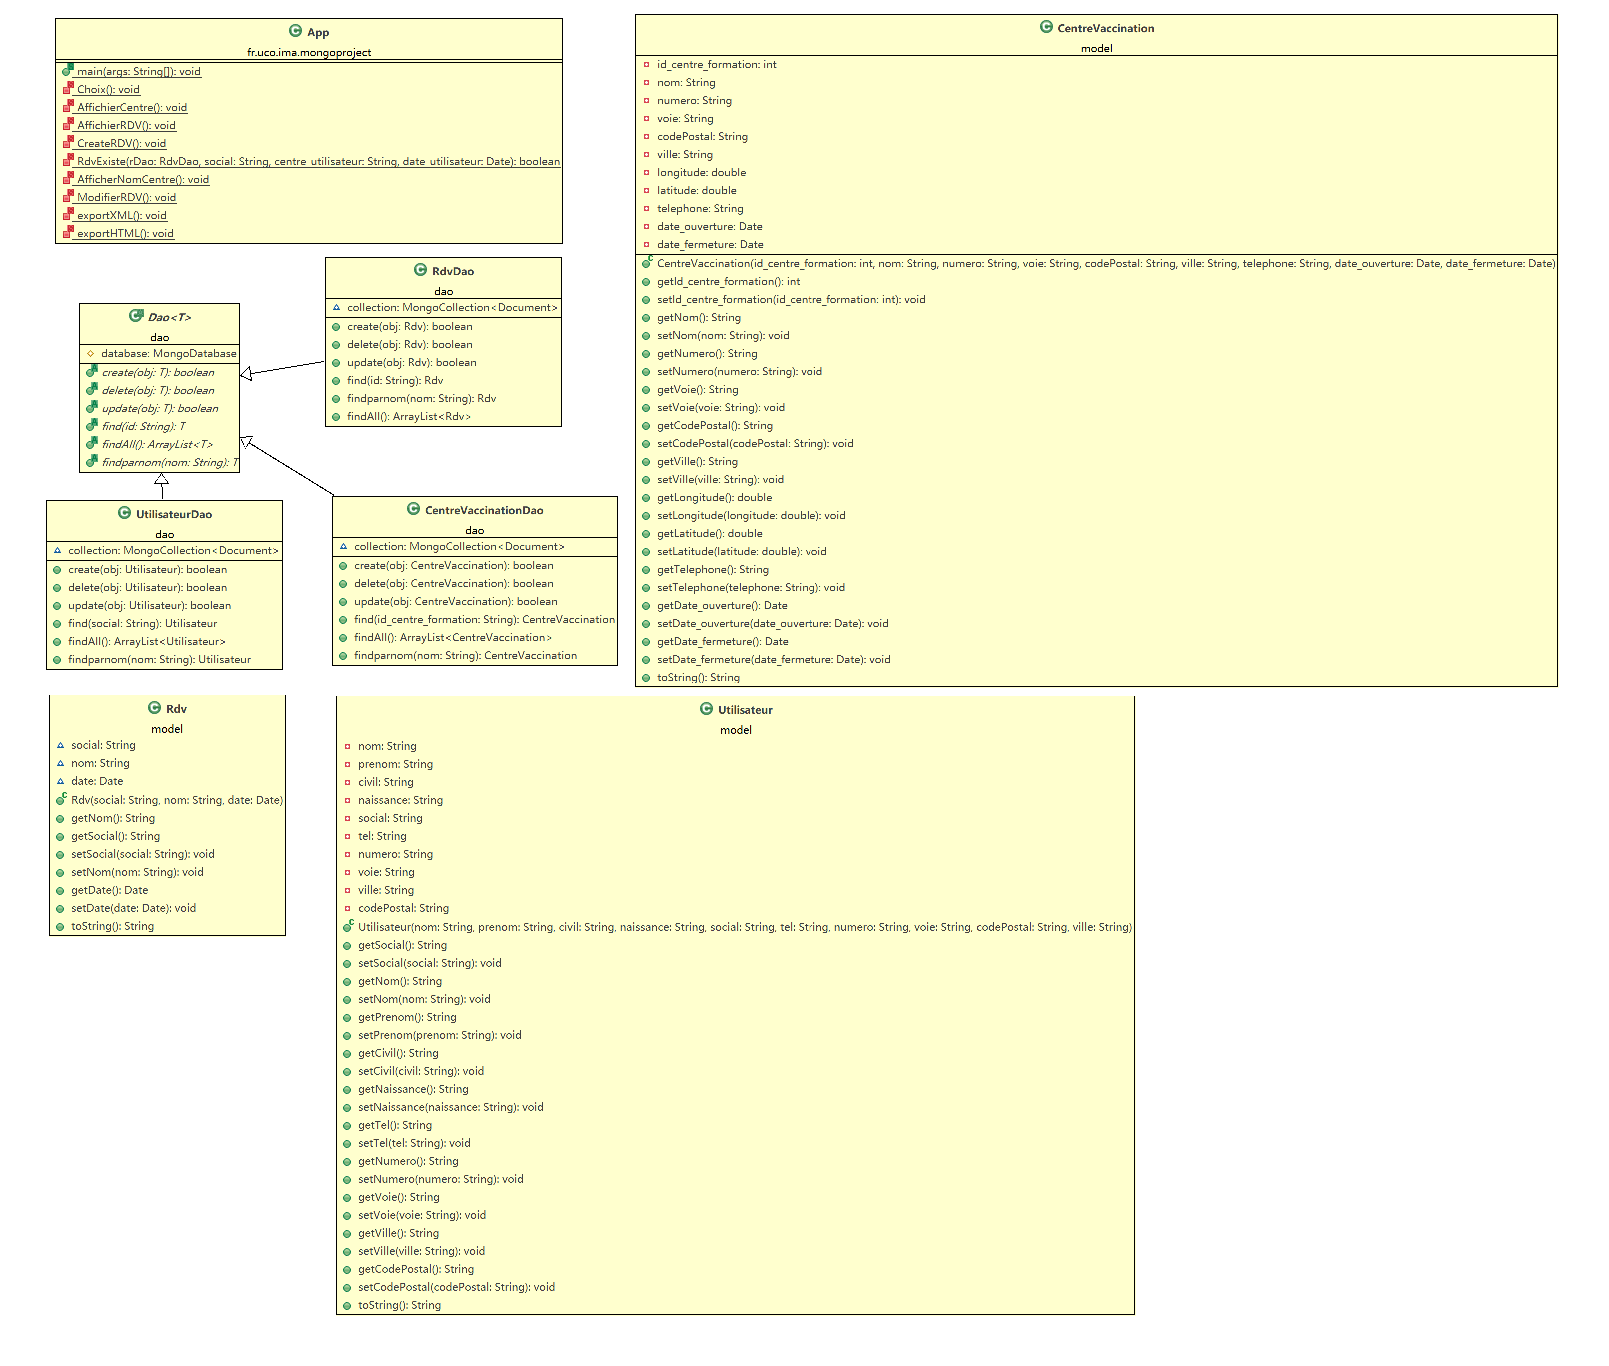 App
fr.uco.ima.mongoproject
main(args: String[]): void
Choix(): void
AffichierCentre(): void
AffichierRDV(): void
CreateRDV(): void
RdvExiste(rDao: RdvDao, social: String, centre_utilisateur: String, date_utilisateur: Date): boolean
AfficherNomCentre(): void
ModifierRDV(): void
exportXML(): void
exportHTML(): void
RdvDao
dao
collection: MongoCollection<Document>
create(obj: Rdv): boolean
delete(obj: Rdv): boolean
update(obj: Rdv): boolean
find(id: String): Rdv
findparnom(nom: String): Rdv
findAll(): ArrayList<Rdv>
Dao<T>
dao
database: MongoDatabase
create(obj: T): boolean
delete(obj: T): boolean
update(obj: T): boolean
find(id: String): T
findAll(): ArrayList<T>
findparnom(nom: String): T
UtilisateurDao
dao
collection: MongoCollection<Document>
create(obj: Utilisateur): boolean
delete(obj: Utilisateur): boolean
update(obj: Utilisateur): boolean
find(social: String): Utilisateur
findAll(): ArrayList<Utilisateur>
findparnom(nom: String): Utilisateur
CentreVaccinationDao
dao
collection: MongoCollection<Document>
create(obj: CentreVaccination): boolean
delete(obj: CentreVaccination): boolean
update(obj: CentreVaccination): boolean
find(id_centre_formation: String): CentreVaccination
findAll(): ArrayList<CentreVaccination>
findparnom(nom: String): CentreVaccination
CentreVaccination
model
id_centre_formation: int
nom: String
numero: String
voie: String
codePostal: String
ville: String
longitude: double
latitude: double
telephone: String
date_ouverture: Date
date_fermeture: Date
CentreVaccination(id_centre_formation: int, nom: String, numero: String, voie: String, codePostal: String, ville: String, telephone: String, date_ouverture: Date, date_fermeture: Date)
getId_centre_formation(): int
setId_centre_formation(id_centre_formation: int): void
getNom(): String
setNom(nom: String): void
getNumero(): String
setNumero(numero: String): void
getVoie(): String
setVoie(voie: String): void
getCodePostal(): String
setCodePostal(codePostal: String): void
getVille(): String
setVille(ville: String): void
getLongitude(): double
setLongitude(longitude: double): void
getLatitude(): double
setLatitude(latitude: double): void
getTelephone(): String
setTelephone(telephone: String): void
getDate_ouverture(): Date
setDate_ouverture(date_ouverture: Date): void
getDate_fermeture(): Date
setDate_fermeture(date_fermeture: Date): void
toString(): String
Rdv
model
social: String
nom: String
date: Date
Rdv(social: String, nom: String, date: Date)
getNom(): String
getSocial(): String
setSocial(social: String): void
setNom(nom: String): void
getDate(): Date
setDate(date: Date): void
toString(): String
Utilisateur
model
nom: String
prenom: String
civil: String
naissance: String
social: String
tel: String
numero: String
voie: String
ville: String
codePostal: String
Utilisateur(nom: String, prenom: String, civil: String, naissance: String, social: String, tel: String, numero: String, voie: String, codePostal: String, ville: String)
getSocial(): String
setSocial(social: String): void
getNom(): String
setNom(nom: String): void
getPrenom(): String
setPrenom(prenom: String): void
getCivil(): String
setCivil(civil: String): void
getNaissance(): String
setNaissance(naissance: String): void
getTel(): String
setTel(tel: String): void
getNumero(): String
setNumero(numero: String): void
getVoie(): String
setVoie(voie: String): void
getVille(): String
setVille(ville: String): void
getCodePostal(): String
setCodePostal(codePostal: String): void
toString(): String